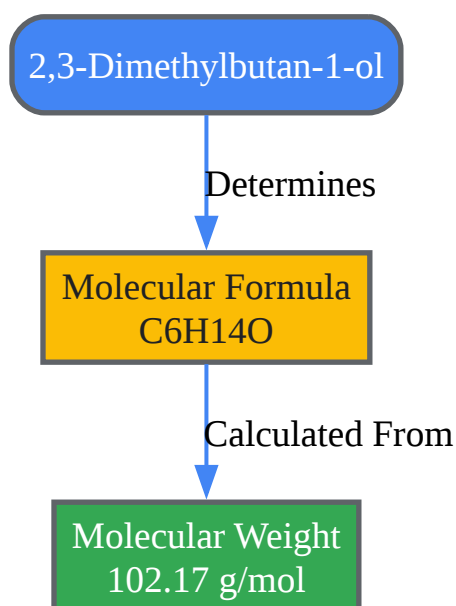 2,3-Dimethylbutan-1-ol
Determines
Molecular Formula
C6H14O
Calculated From
Molecular Weight
102.17 g/mol